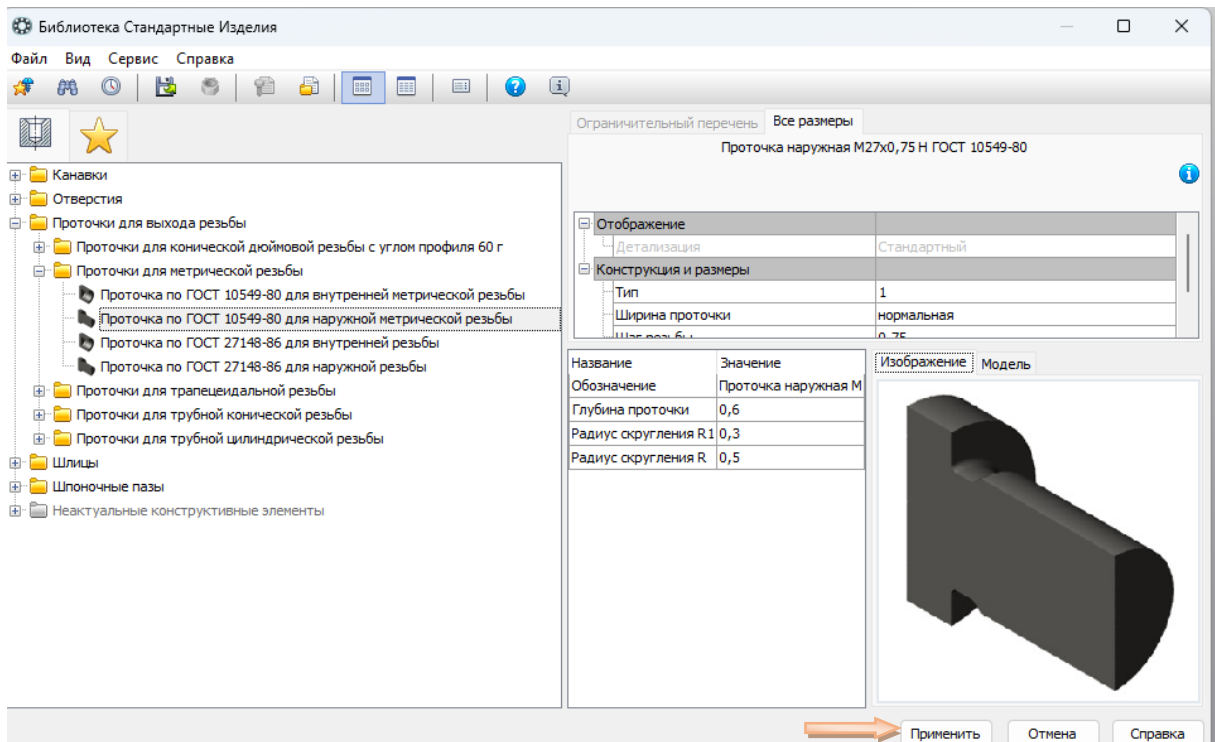 Библиотека Стандартные Изделия
Файл Вид Сервис Справка
Ограничительный перечень Все размеры
Проточка наружная М27х0,75 Н ГОСТ 10549-80
Канавки
Отверстия
Проточки для выхода резьбы
Проточки для конической дюймовой резьбы с углом профиля 60 г
Проточки для метрической резьбы
Проточка по ГОСТ 10549-80 для внутренней метрической резьбы
Проточка по ГОСТ 10549-80 для наружной метрической резьбы
Проточка по ГОСТ 27148-86 для внутренней резьбы
Проточка по ГОСТ 27148-86 для наружной резьбы
Проточки для трапецеидальной резьбы
Проточки для трубной конической резьбы
Проточки для трубной цилиндрической резьбы
Шлицы
Шпоночные пазы
Неактуальные конструктивные элементы
Отображение
Детализация Стандартный
Конструкция и размеры
Тип 1
Ширина проточки нормальная
Шаг резьбы 0,75
Название Значение
Обозначение Проточка наружная М
Глубина проточки 0,6
Радиус скругления R1 0,3
Радиус скругления R 0,5
Изображение Модель
Применить Отмена Справка